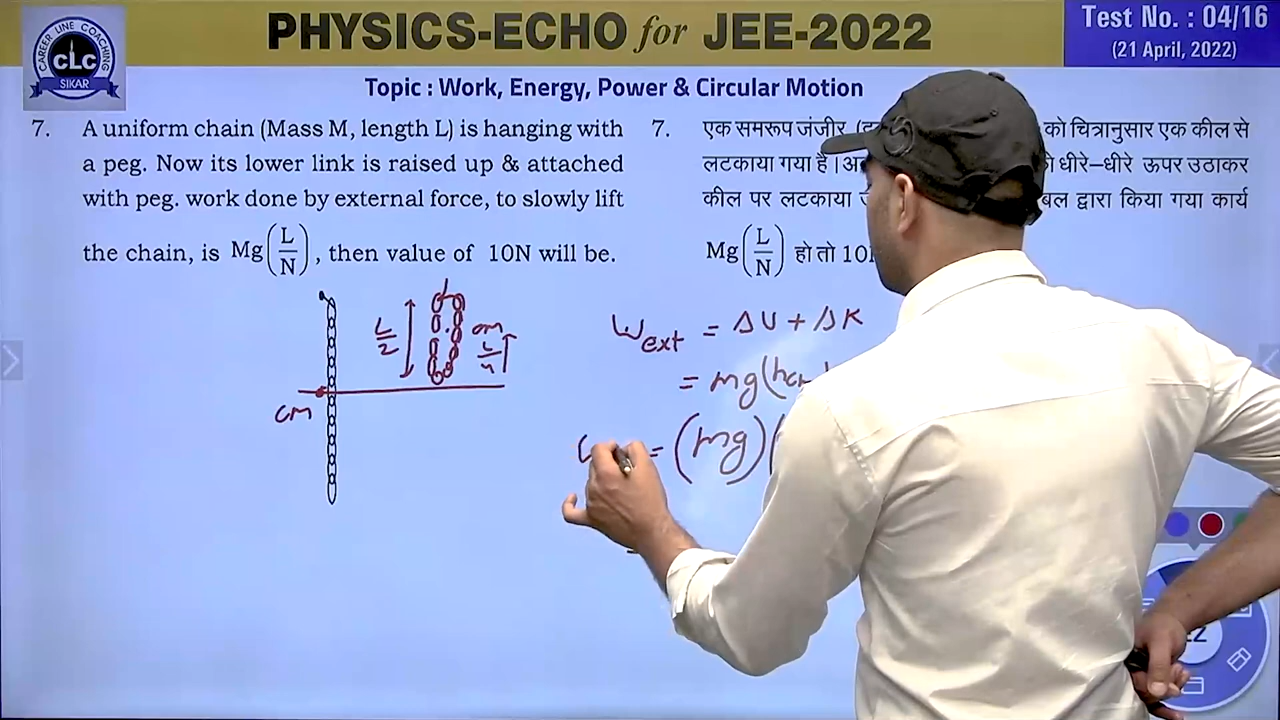 PHYSICS-ECHO for JEE-2022
Test No. : 04/16
(21 April, 2022)
CAREER LINE COACHING
CLC
SIKAR
Topic : Work, Energy, Power & Circular Motion
7. A uniform chain (Mass M, length L) is hanging with
a peg. Now its lower link is raised up & attached
with peg. work done by external force, to slowly lift
the chain, is Mg(L/N), then value of 10N will be.
7. एक समरूप जंजीर को चित्रानुसार एक कील से
लटकाया गया है। धीरे–धीरे ऊपर उठाकर
कील पर लटकाया बल द्वारा किया गया कार्य
Mg(L/N) हो तो
L/2
cm
L/4
cm
Wext = ΔU + ΔK
= mg(hcm
= (mg)(